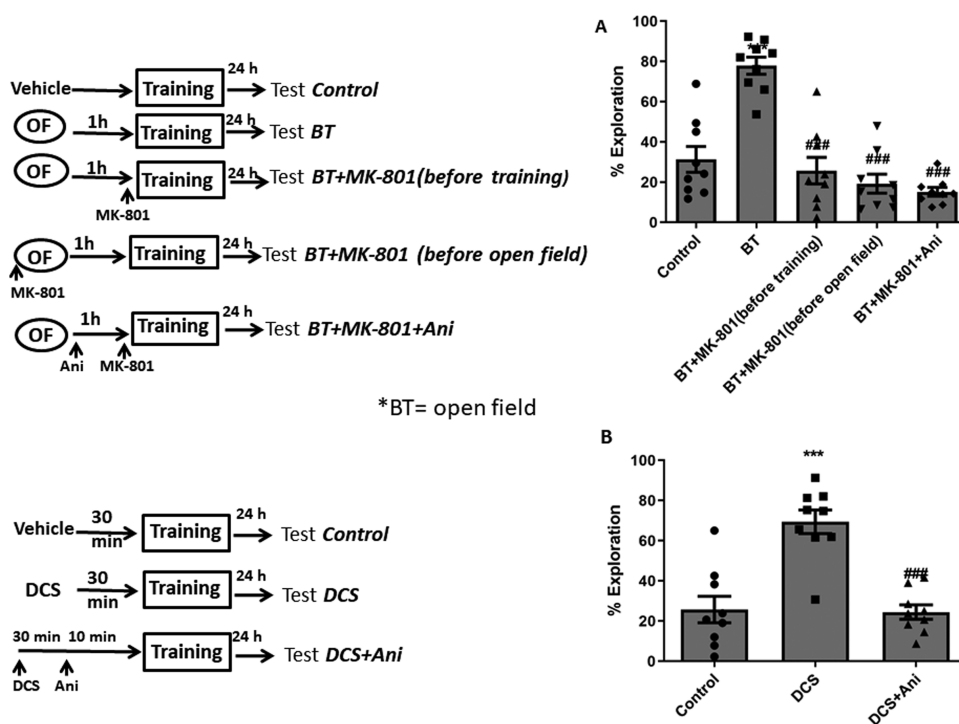 Vehicle Training 24 h Test Control
OF 1h Training 24 h Test BT
OF 1h Training 24 h Test BT+MK-801(before training)
MK-801
OF 1h Training 24 h Test BT+MK-801 (before open field)
MK-801
OF 1h Training 24 h Test BT+MK-801+Ani
Ani MK-801
A
% Exploration
100
80
60
40
20
0
***
###
###
###
Control
BT
BT+MK-801(before training)
BT+MK-801(before open field)
BT+MK-801+Ani
*BT= open field
Vehicle 30 min Training 24 h Test Control
DCS 30 min Training 24 h Test DCS
30 min 10 min Training 24 h Test DCS+Ani
DCS Ani
B
% Exploration
100
80
60
40
20
0
***
###
Control
DCS
DCS+Ani